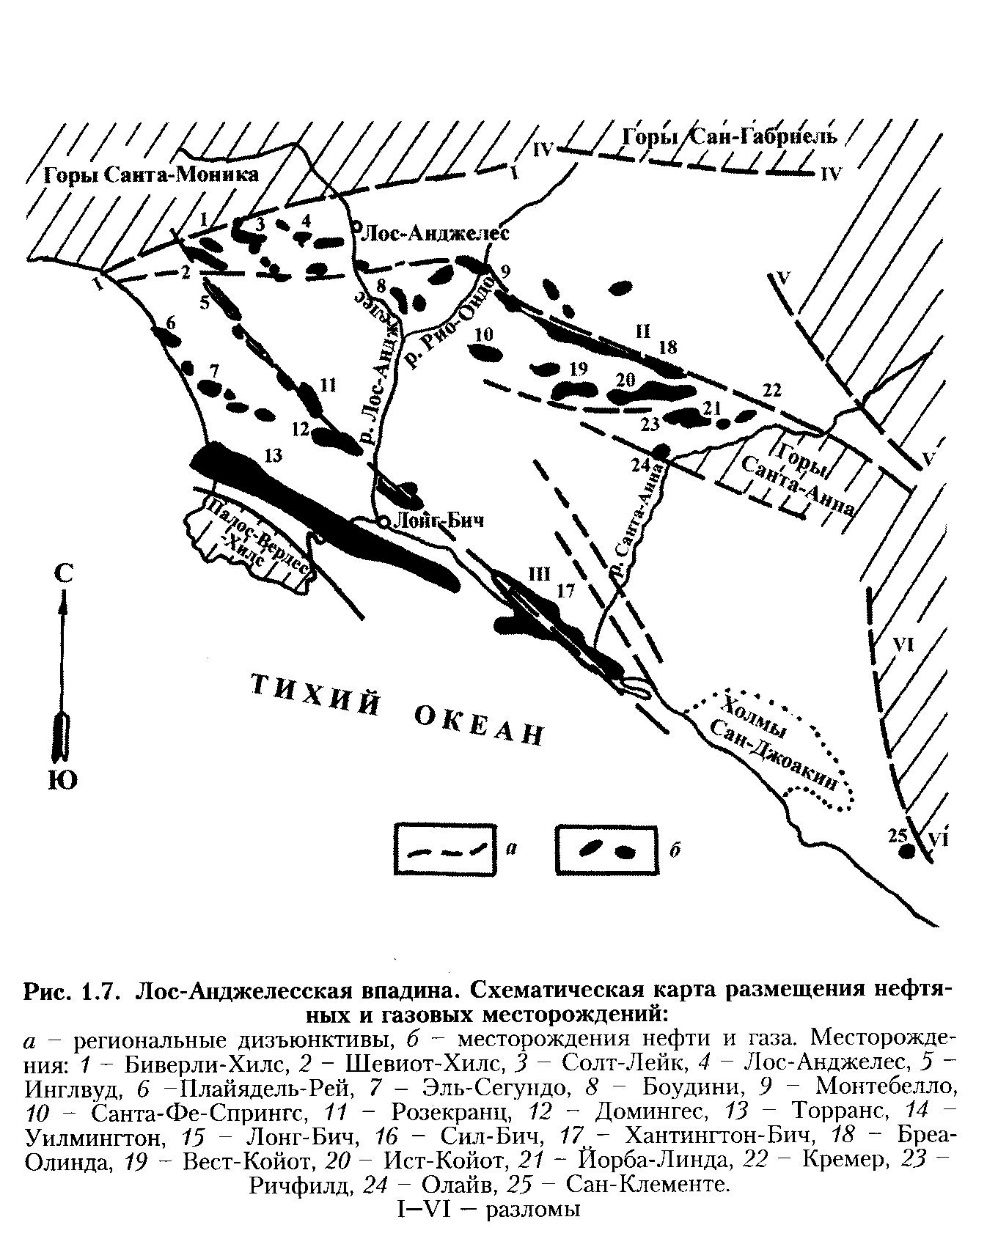 Горы Сан-Габриель
IV
IV
I
Горы Санта-Моника
1
3
4
Лос-Анджелес
2
I
8
9
V
5
6
10
II
18
р. Рио-Ондо
р. Лос-Анджелес
7
11
19
20
22
12
23
21
V
13
24
Горы
Санта-Анна
Лонг-Бич
Палос-Вердес
-Хилс
р. Санта-Анна
С
III
17
VI
ТИХИЙ ОКЕАН
Холмы
Сан-Джоакин
Ю
25
VI
а
б
Рис. 1.7. Лос-Анджелесская впадина. Схематическая карта размещения нефтя-
ных и газовых месторождений:
а − региональные дизъюнктивы, б − месторождения нефти и газа. Месторожде-
ния: 1 − Биверли-Хилс, 2 − Шевиот-Хилс, 3 − Солт-Лейк, 4 − Лос-Анджелес, 5 −
Инглвуд, 6 −Плайядель-Рей, 7 − Эль-Сегундо, 8 − Боудини, 9 − Монтебелло,
10 − Санта-Фе-Спрингс, 11 − Розекранц, 12 − Домингес, 13 − Торранс, 14 −
Уилмингтон, 15 − Лонг-Бич, 16 − Сил-Бич, 17 − Хантингтон-Бич, 18 − Бреа-
Олинда, 19 − Вест-Койот, 20 − Ист-Койот, 21 − Йорба-Линда, 22 − Кремер, 23 −
Ричфилд, 24 − Олайв, 25 − Сан-Клементе.
I−VI − разломы